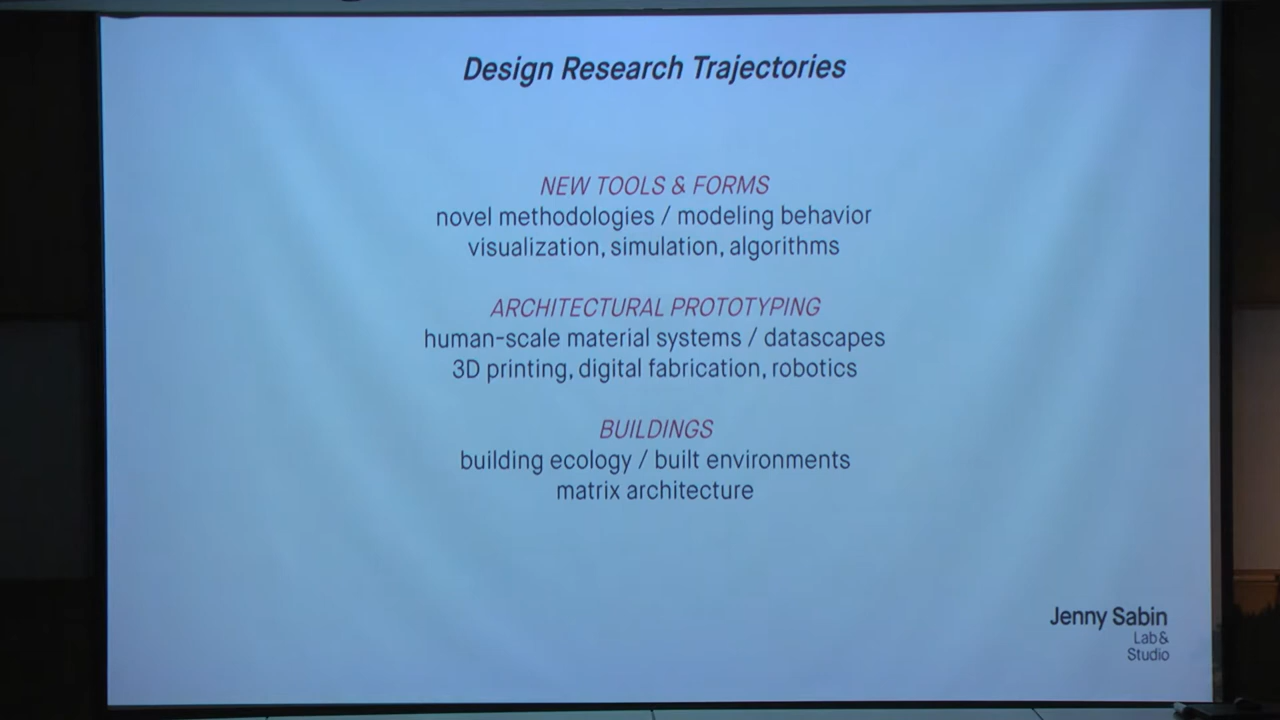 Design Research Trajectories
NEW TOOLS & FORMS
novel methodologies / modeling behavior
visualization, simulation, algorithms
ARCHITECTURAL PROTOTYPING
human-scale material systems / datascapes
3D printing, digital fabrication, robotics
BUILDINGS
building ecology / built environments
matrix architecture
Jenny Sabin
Lab &
Studio